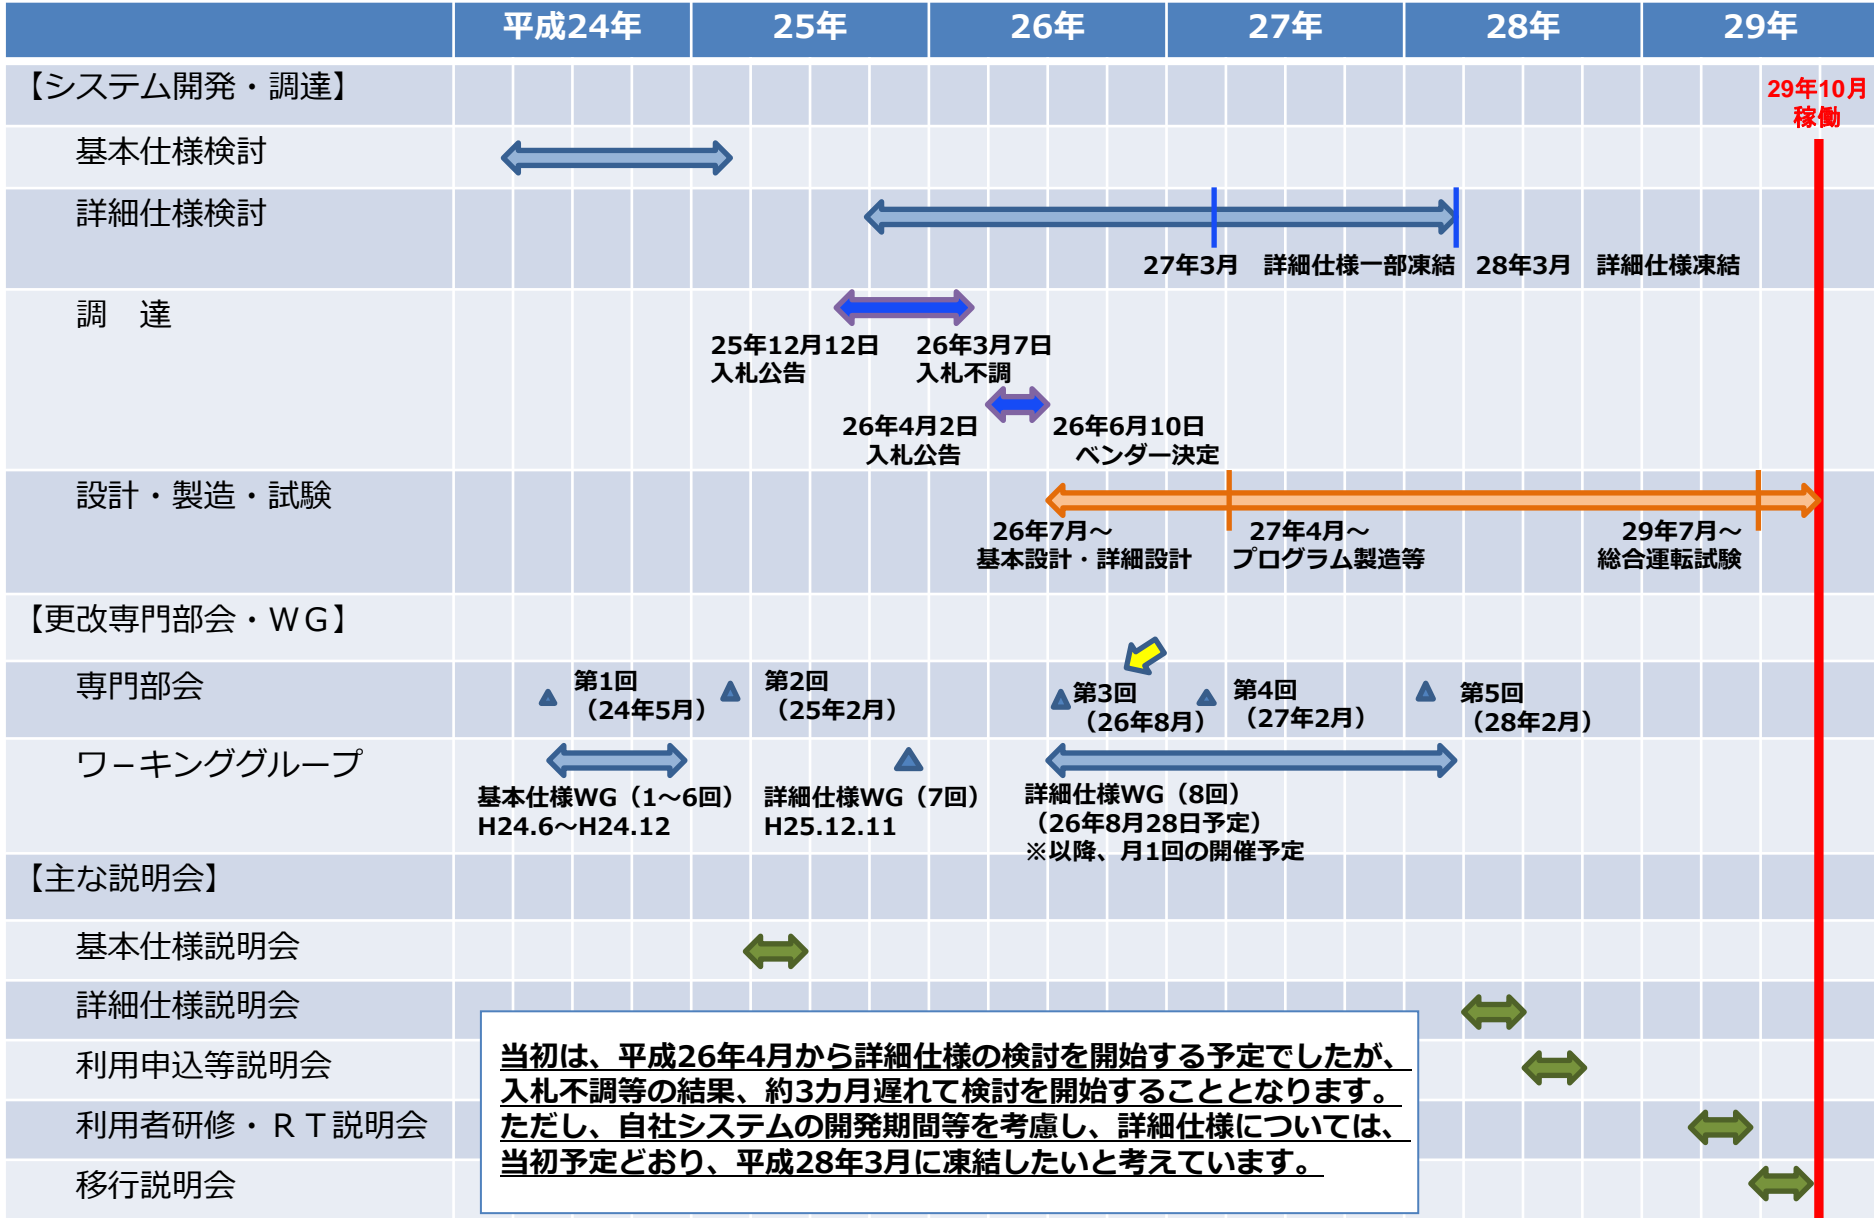 平成24年 25年 26年 27年 28年 29年
【システム開発・調達】
29年10月
稼働
基本仕様検討
詳細仕様検討
27年3月　詳細仕様一部凍結 28年3月　詳細仕様凍結
調　達
25年12月12日
入札公告
26年3月7日
入札不調
26年4月2日
入札公告
26年6月10日
ベンダー決定
設計・製造・試験
26年7月～
基本設計・詳細設計
27年4月～
プログラム製造等
29年7月～
総合運転試験
【更改専門部会・ＷＧ】
専門部会
第1回
（24年5月）
第2回
（25年2月）
第3回
（26年8月）
第4回
（27年2月）
第5回
（28年2月）
ワーキンググループ
基本仕様WG（1～6回）
H24.6～H24.12
詳細仕様WG（7回）
H25.12.11
詳細仕様WG（8回）
（26年8月28日予定）
※以降、月1回の開催予定
【主な説明会】
基本仕様説明会
詳細仕様説明会
利用申込等説明会
利用者研修・ＲＴ説明会
移行説明会
当初は、平成26年4月から詳細仕様の検討を開始する予定でしたが、
入札不調等の結果、約3カ月遅れて検討を開始することとなります。
ただし、自社システムの開発期間等を考慮し、詳細仕様については、
当初予定どおり、平成28年3月に凍結したいと考えています。